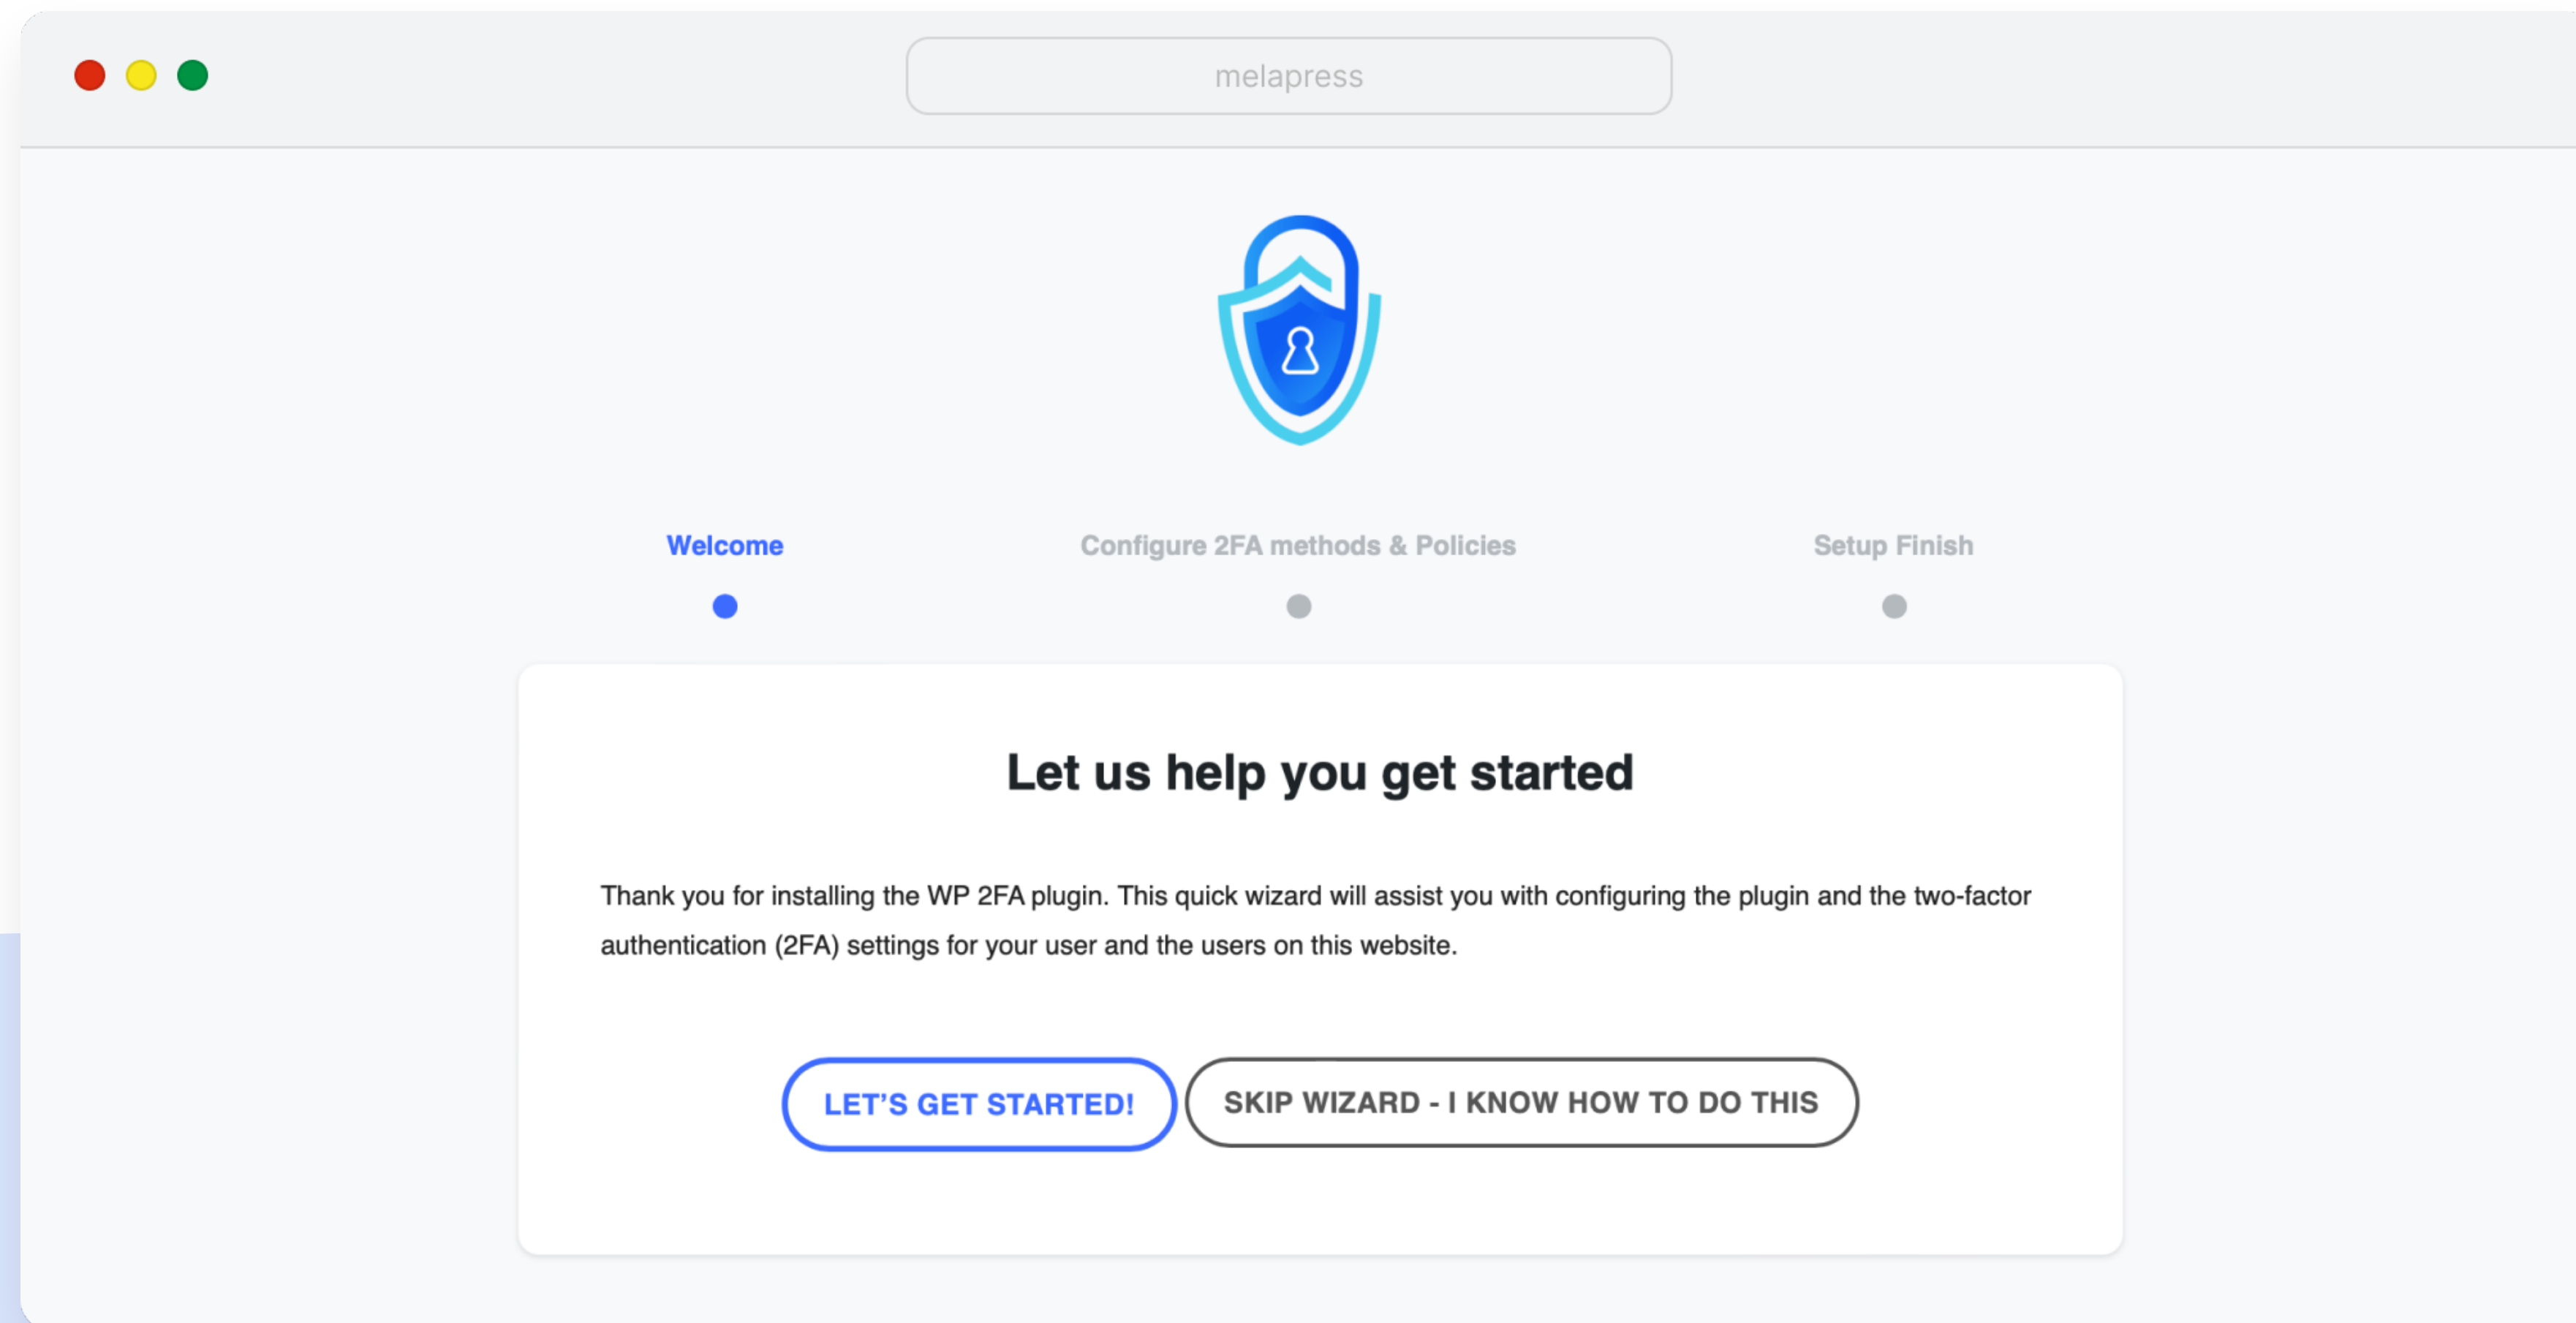 melapress
Welcome
Configure 2FA methods & Policies
Setup Finish
Let us help you get started
Thank you for installing the WP 2FA plugin. This quick wizard will assist you with configuring the plugin and the two-factor
authentication (2FA) settings for your user and the users on this website.
LET’S GET STARTED!
SKIP WIZARD - I KNOW HOW TO DO THIS